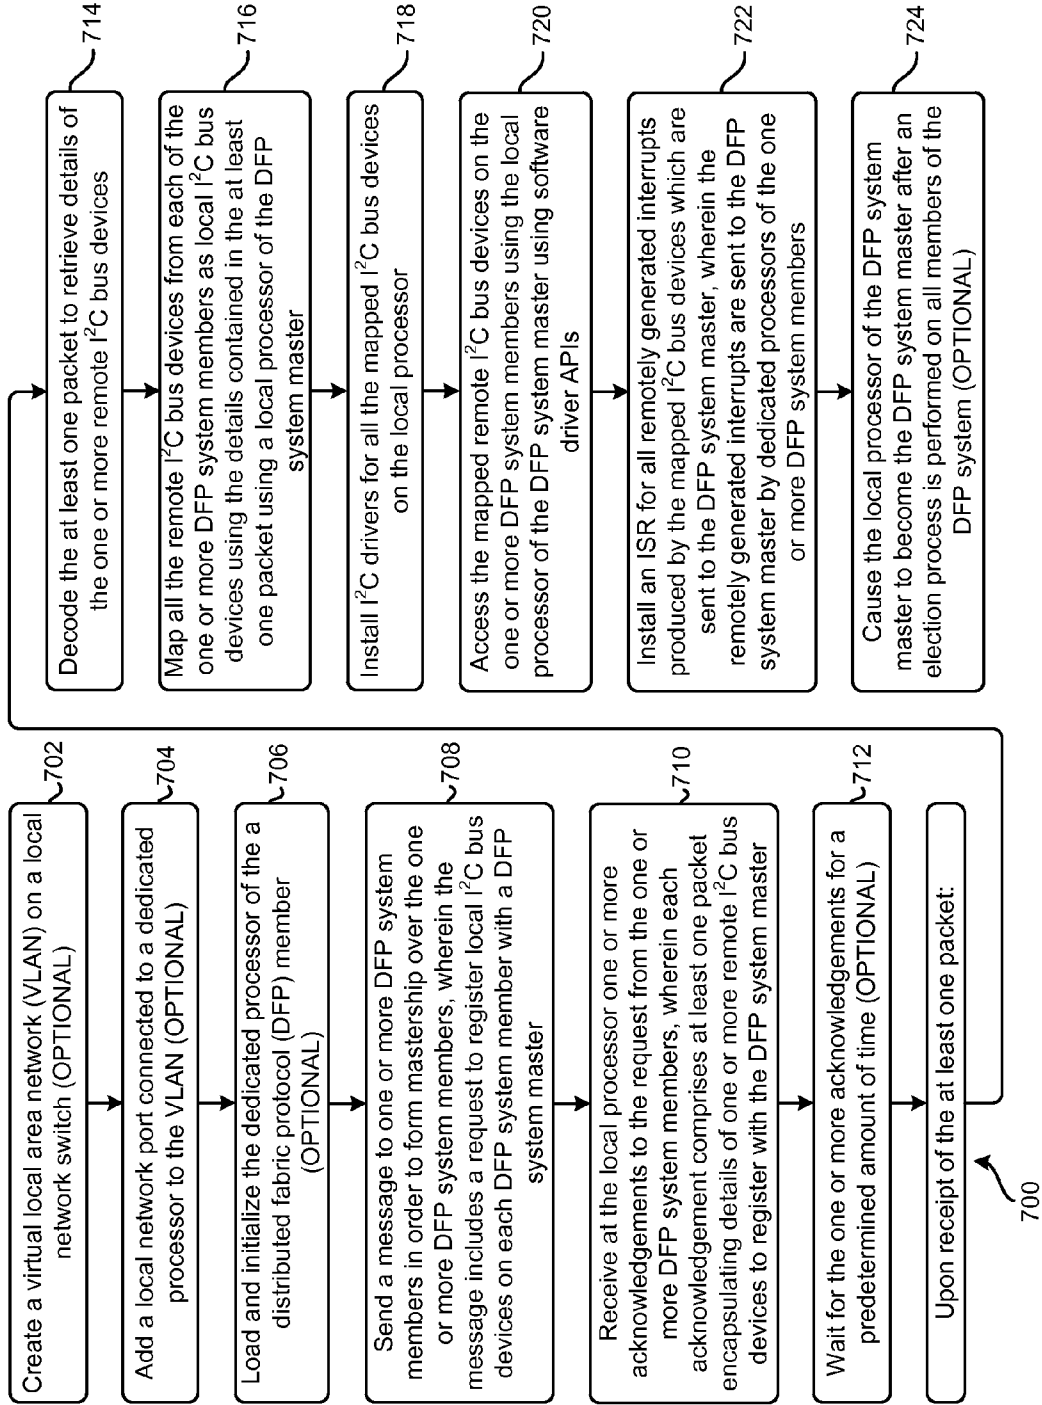 Create a virtual local area network (VLAN) on a local
network switch (OPTIONAL)
702
Add a local network port connected to a dedicated
processor to the VLAN (OPTIONAL)
704
Load and initialize the dedicated processor of the a
distributed fabric protocol (DFP) member
(OPTIONAL)
706
Send a message to one or more DFP system
members in order to form mastership over the one
or more DFP system members, wherein the
message includes a request to register local I²C bus
devices on each DFP system member with a DFP
system master
708
Receive at the local processor one or more
acknowledgements to the request from the one or
more DFP system members, wherein each
acknowledgement comprises at least one packet
encapsulating details of one or more remote I²C bus
devices to register with the DFP system master
710
Wait for the one or more acknowledgements for a
predetermined amount of time (OPTIONAL)
712
Upon receipt of the at least one packet:
700
Decode the at least one packet to retrieve details of
the one or more remote I²C bus devices
714
Map all the remote I²C bus devices from each of the
one or more DFP system members as local I²C bus
devices using the details contained in the at least
one packet using a local processor of the DFP
system master
716
Install I²C drivers for all the mapped I²C bus devices
on the local processor
718
Access the mapped remote I²C bus devices on the
one or more DFP system members using the local
processor of the DFP system master using software
driver APIs
720
Install an ISR for all remotely generated interrupts
produced by the mapped I²C bus devices which are
sent to the DFP system master, wherein the
remotely generated interrupts are sent to the DFP
system master by dedicated processors of the one
or more DFP system members
722
Cause the local processor of the DFP system
master to become the DFP system master after an
election process is performed on all members of the
DFP system (OPTIONAL)
724